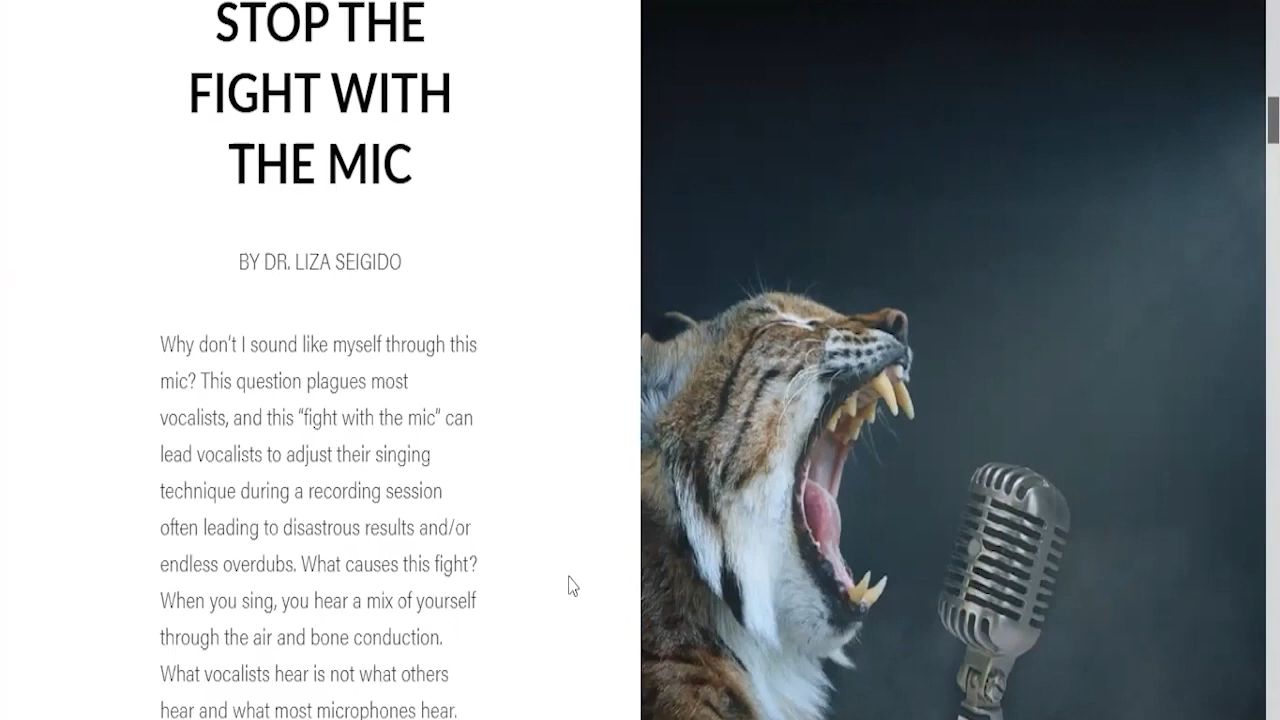 STOP THE
FIGHT WITH
THE MIC
BY DR. LIZA SEIGIDO
Why don't I sound like myself through this
mic? This question plagues most
vocalists, and this "fight with the mic" can
lead vocalists to adjust their singing
technique during a recording session
often leading to disastrous results and/or
endless overdubs. What causes this fight?
When you sing, you hear a mix of yourself
through the air and bone conduction.
What vocalists hear is not what others
hear and what most microphones hear.